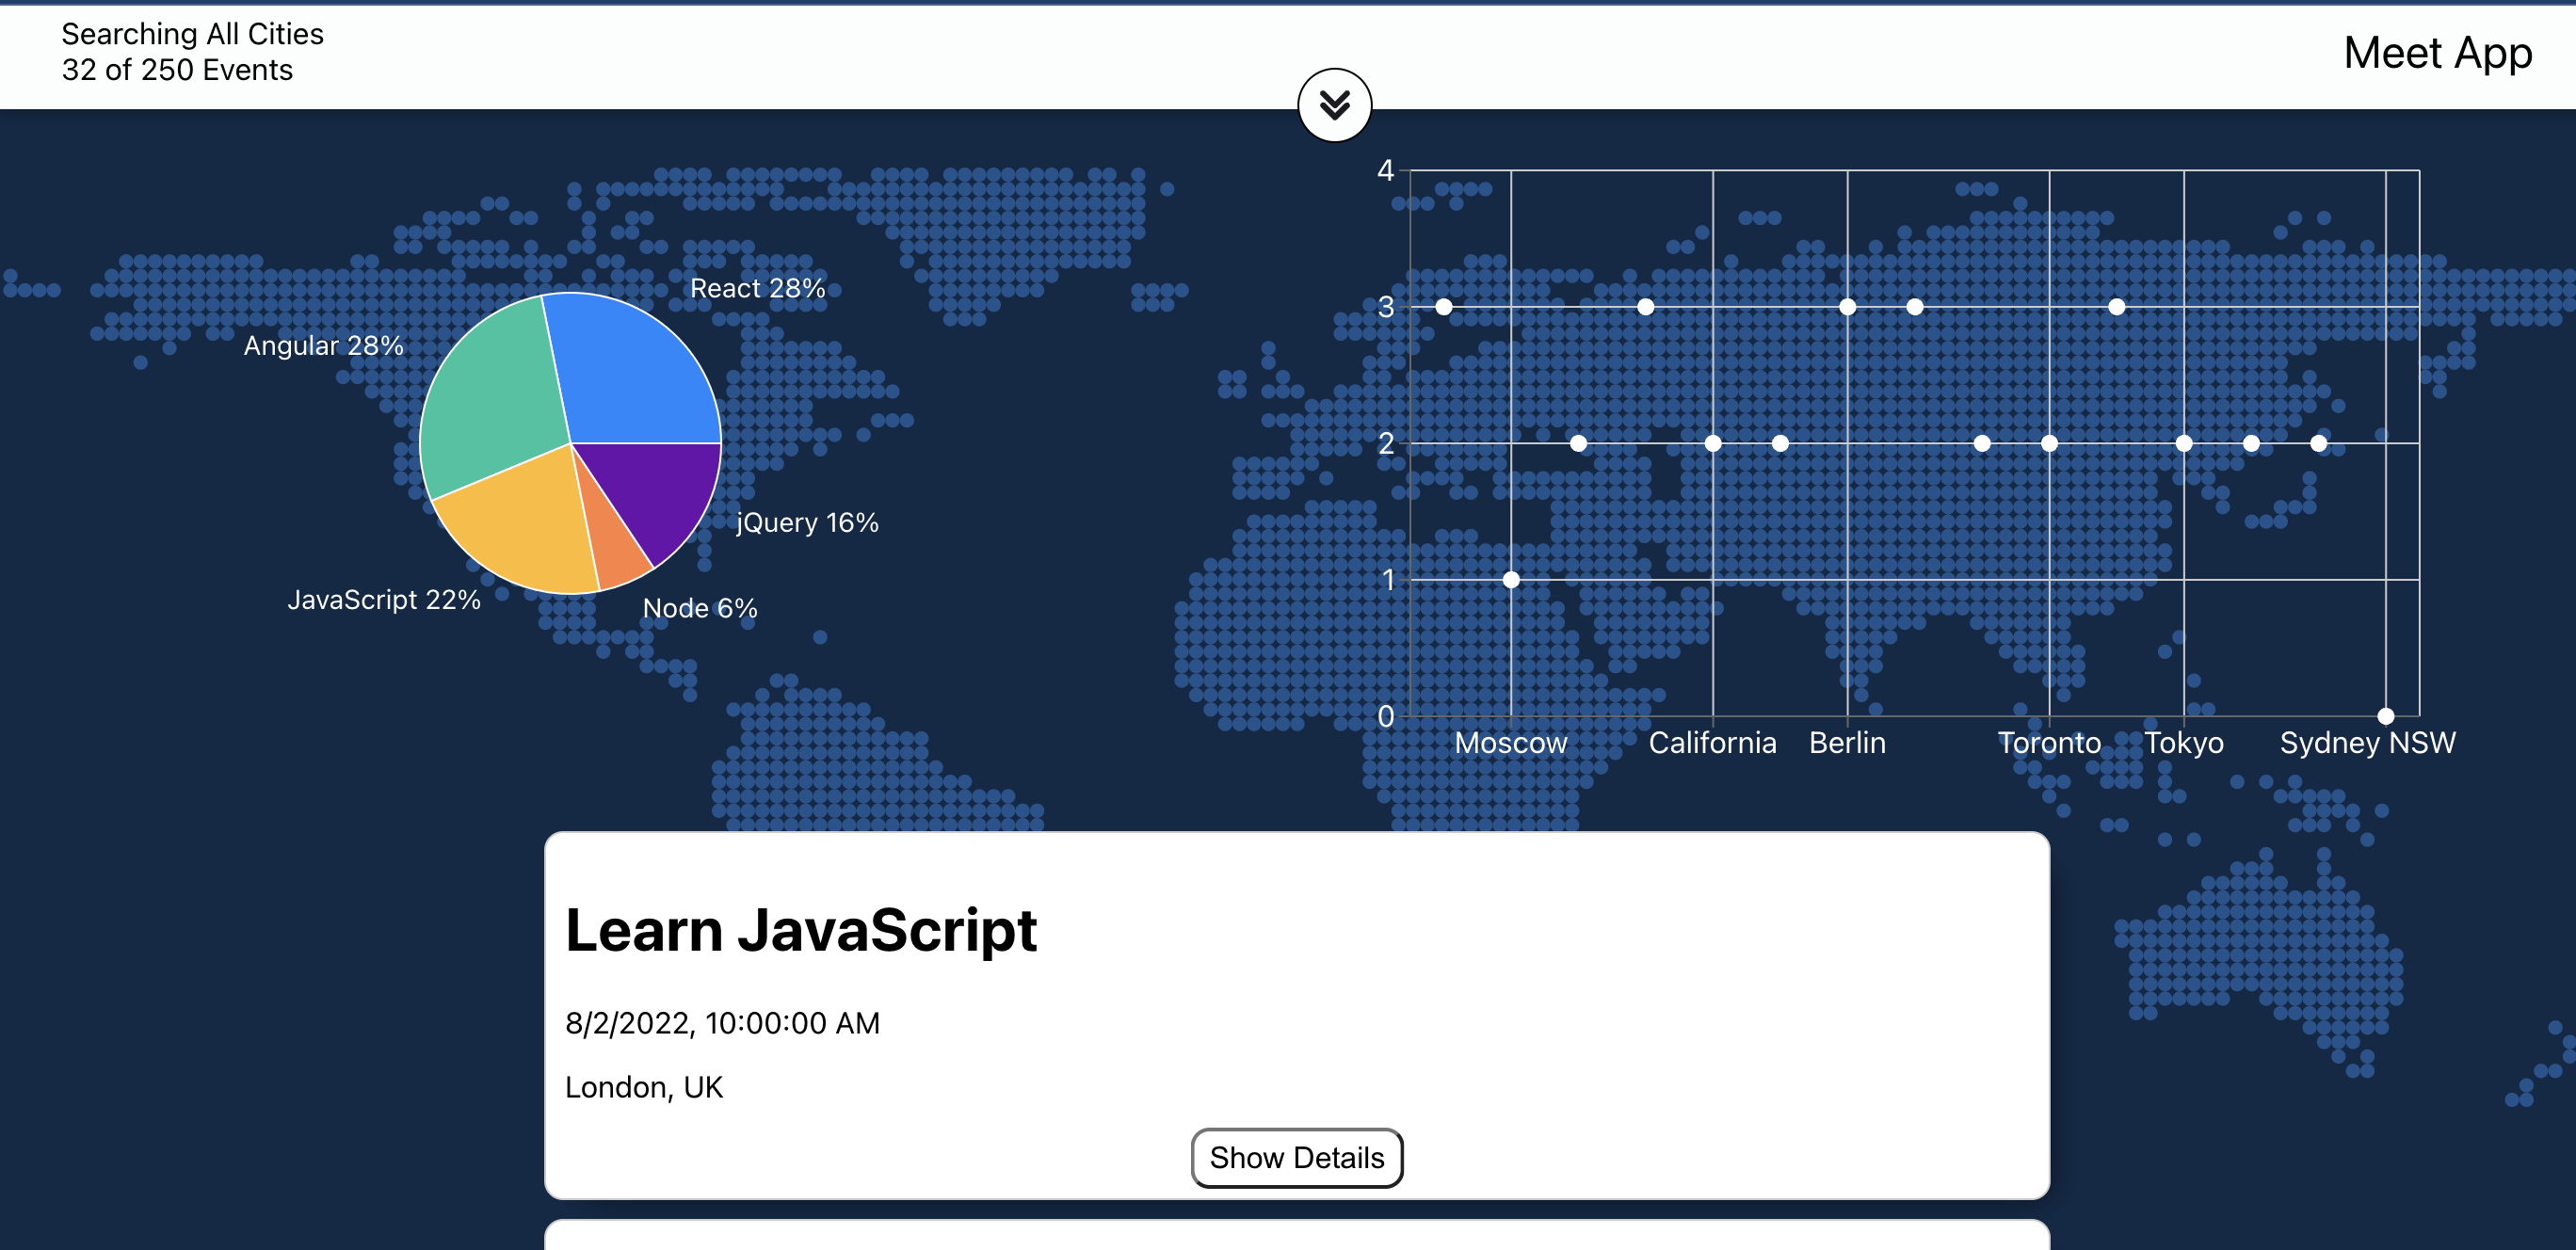 Searching All Cities
32 of 250 Events
Meet App
React 28%
Angular 28%
jQuery 16%
JavaScript 22%
Node 6%
4
3
2
1
0
Moscow California Berlin Toronto Tokyo Sydney NSW
Learn JavaScript
8/2/2022, 10:00:00 AM
London, UK
Show Details